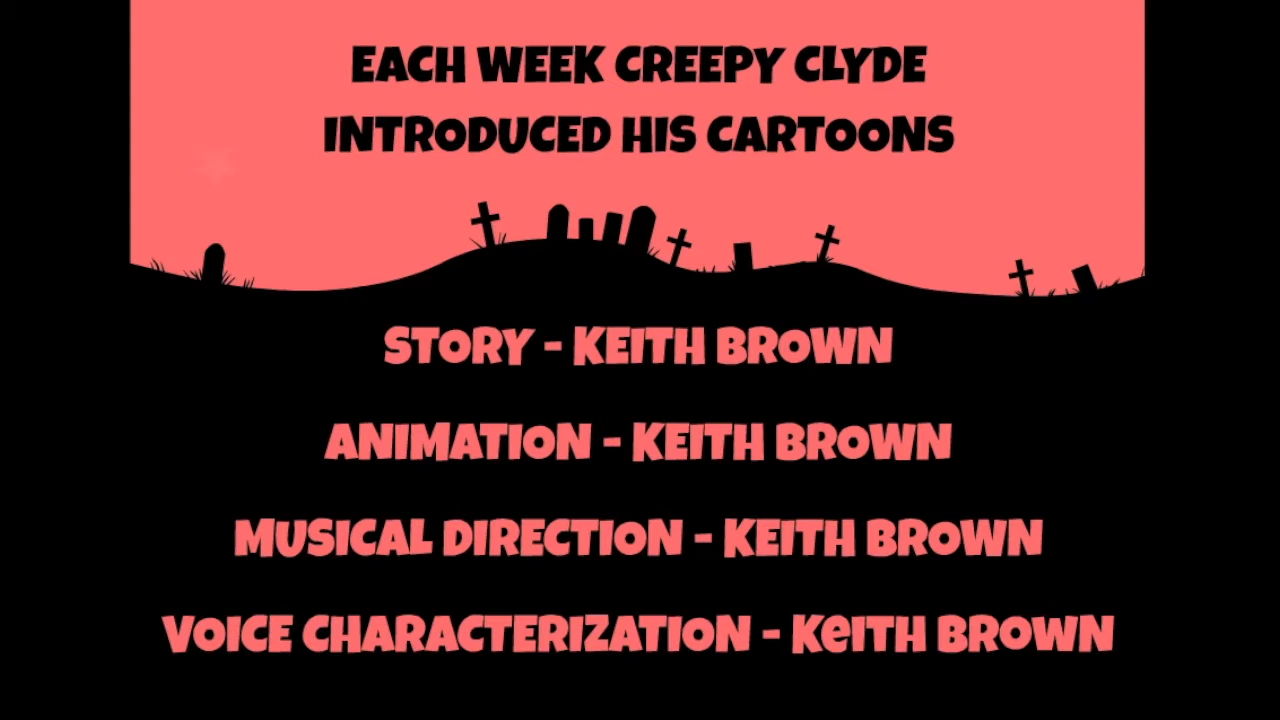 EACH WEEK CREEPY CLYDE
INTRODUCED HIS CARTOONS
STORY - KEITH BROWN
ANIMATION - KEITH BROWN
MUSICAL DIRECTION - KEITH BROWN
VOICE CHARACTERIZATION - KeITH BROWN